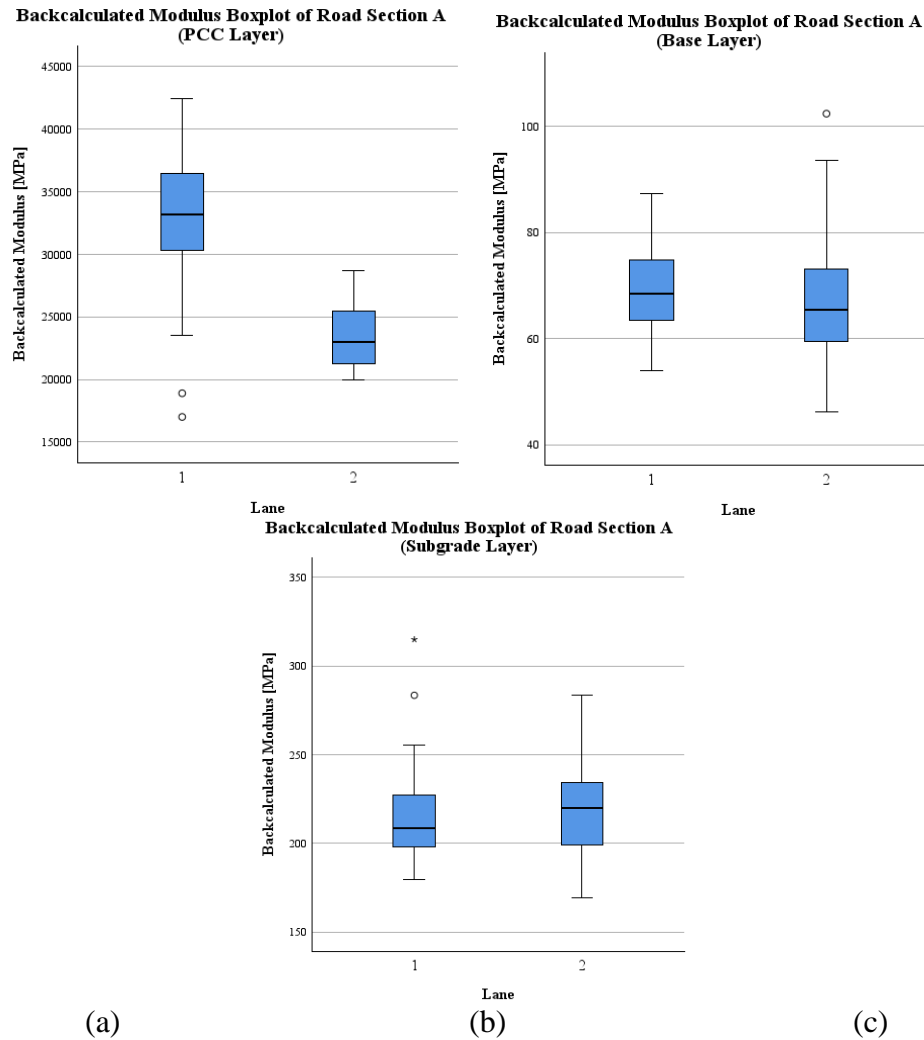 Backcalculated Modulus Boxplot of Road Section A
(PCC Layer)
45000
40000
35000
30000
25000
20000
15000
Backcalculated Modulus [MPa]
1
2
Lane
Backcalculated Modulus Boxplot of Road Section A
(Base Layer)
100
80
60
40
Backcalculated Modulus [MPa]
1
2
Lane
Backcalculated Modulus Boxplot of Road Section A
(Subgrade Layer)
350
300
250
200
150
Backcalculated Modulus [MPa]
1
2
Lane
(a)
(b)
(c)